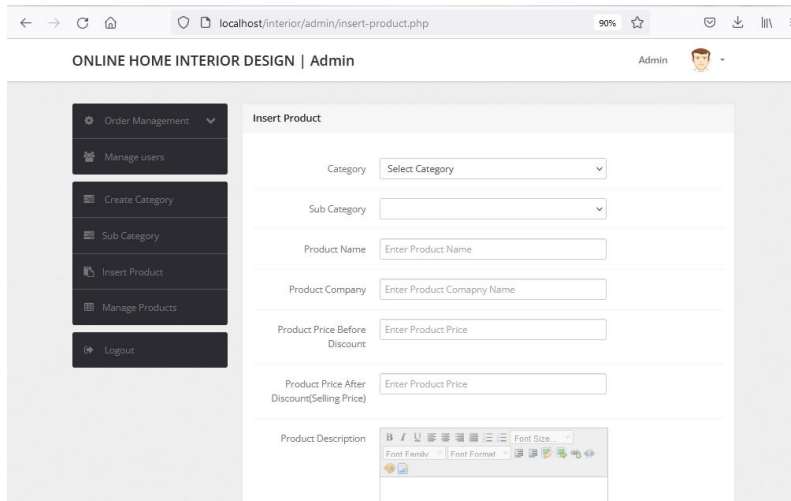 localhost/interior/admin/insert-product.php
90%
ONLINE HOME INTERIOR DESIGN | Admin
Admin
Order Management
Manage users
Create Category
Sub Category
Insert Product
Manage Products
Logout
Insert Product
Category
Select Category
Sub Category
Product Name
Enter Product Name
Product Company
Enter Product Comapny Name
Product Price Before
Discount
Enter Product Price
Product Price After
Discount(Selling Price)
Enter Product Price
Product Description
B I U
Font Size...
Font Family.
Font Format